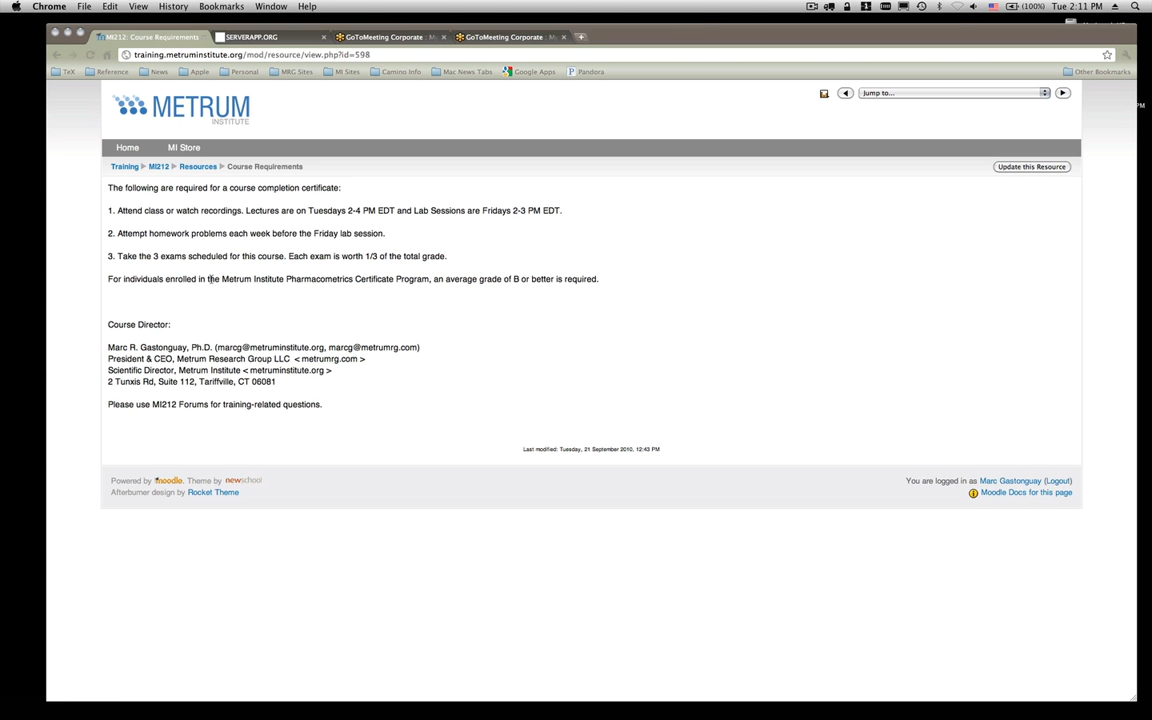 Chrome File Edit View History Bookmarks Window Help (100%) Tue 2:11 PM
MI212: Course Requirements SERVERAPP.ORG GoToMeeting Corporate : M GoToMeeting Corporate : M
training.metruminstitute.org/mod/resource/view.php?id=598
TeX Reference News Apple Personal MRG Sites MI Sites Camino Info Mac News Tabs Google Apps Pandora Other Bookmarks
METRUM
INSTITUTE
Jump to...
PM
Home MI Store
Training MI212 Resources Course Requirements Update this Resource
The following are required for a course completion certificate:
1. Attend class or watch recordings. Lectures are on Tuesdays 2-4 PM EDT and Lab Sessions are Fridays 2-3 PM EDT.
2. Attempt homework problems each week before the Friday lab session.
3. Take the 3 exams scheduled for this course. Each exam is worth 1/3 of the total grade.
For individuals enrolled in the Metrum Institute Pharmacometrics Certificate Program, an average grade of B or better is required.
Course Director:
Marc R. Gastonguay, Ph.D. (marcg@metruminstitute.org, marcg@metrumrg.com)
President & CEO, Metrum Research Group LLC < metrumrg.com >
Scientific Director, Metrum Institute < metruminstitute.org >
2 Tunxis Rd, Suite 112, Tariffville, CT 06081
Please use MI212 Forums for training-related questions.
Last modified: Tuesday, 21 September 2010, 12:43 PM
Powered by moodle. Theme by newschool
Afterburner design by Rocket Theme
You are logged in as Marc Gastonguay (Logout)
Moodle Docs for this page